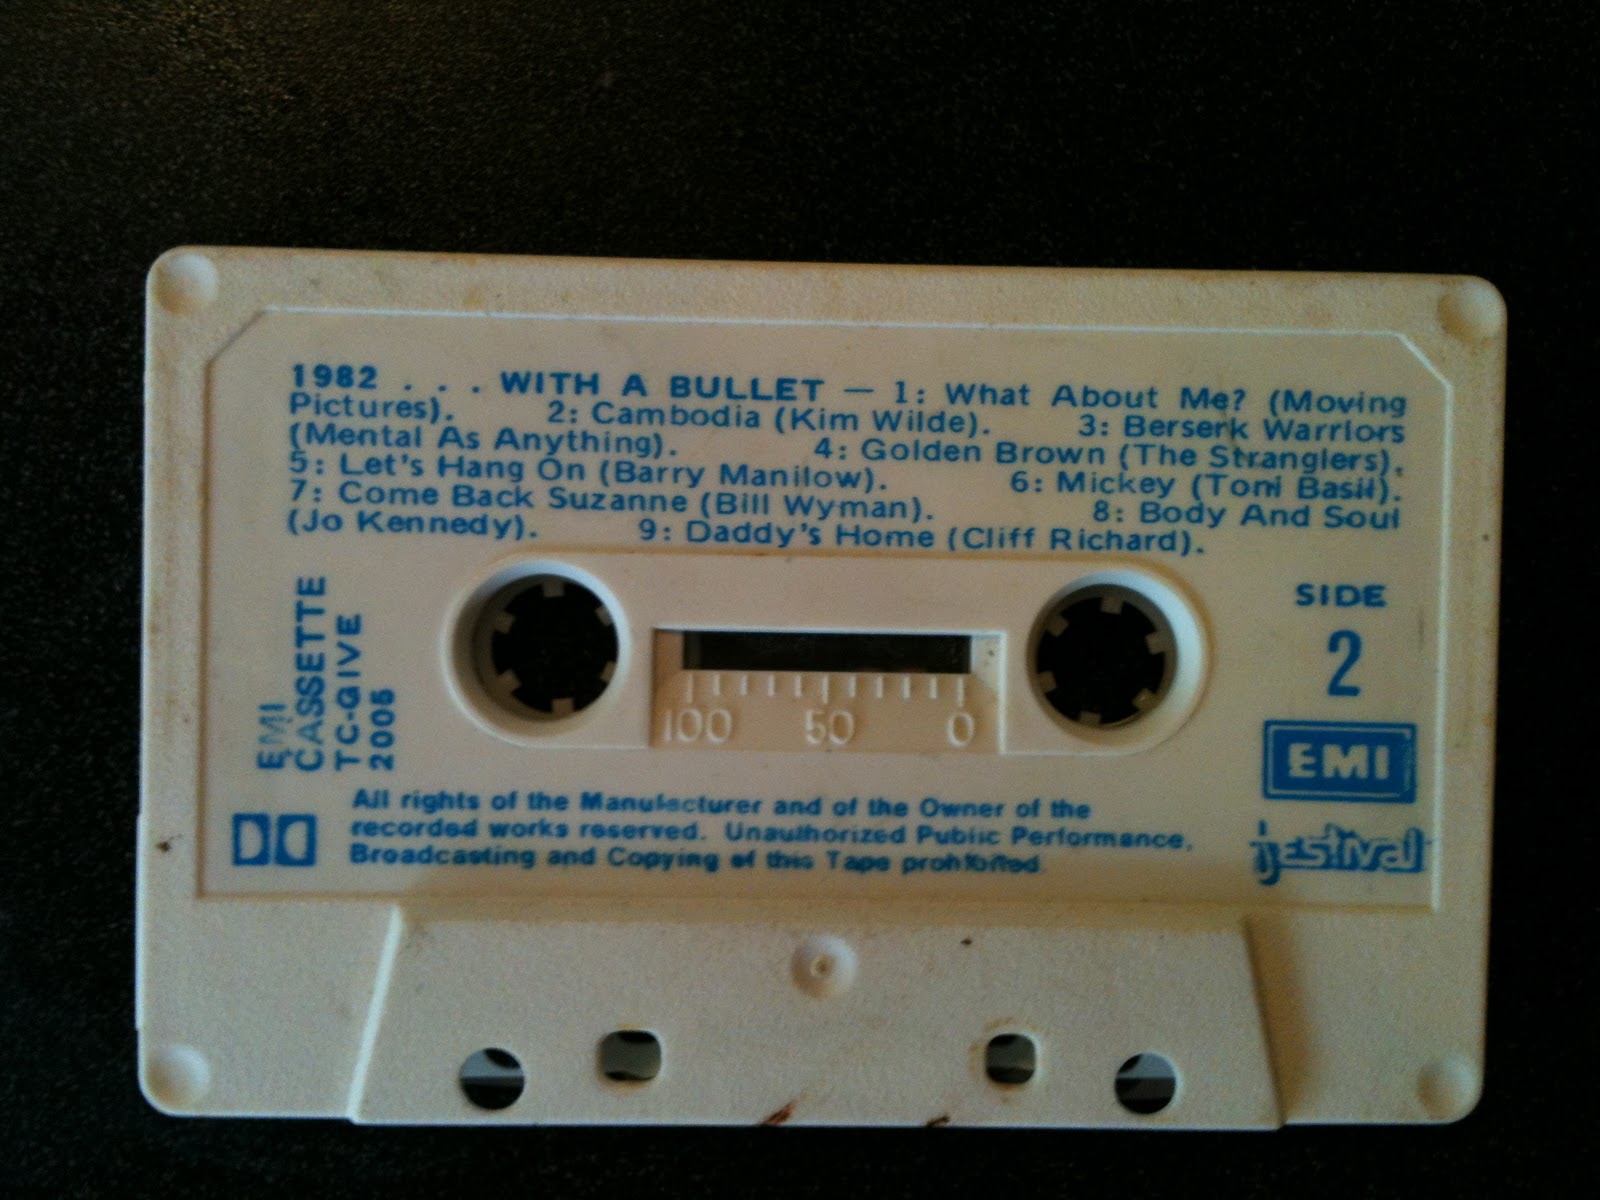 1982 . . . WITH A BULLET — 1: What About Me? (Moving
Pictures). 2: Cambodia (Kim Wilde). 3: Berserk Warriors
(Mental As Anything). 4: Golden Brown (The Stranglers).
5: Let's Hang On (Barry Manilow). 6: Mickey (Toni Basil).
7: Come Back Suzanne (Bill Wyman). 8: Body And Soul
(Jo Kennedy). 9: Daddy's Home (Cliff Richard).
EMI
CASSETTE
TC-GIVE
2005
SIDE
2
100 50 0
EMI
festival
All rights of the Manufacturer and of the Owner of the
recorded works reserved. Unauthorized Public Performance,
Broadcasting and Copying of this Tape prohibited.